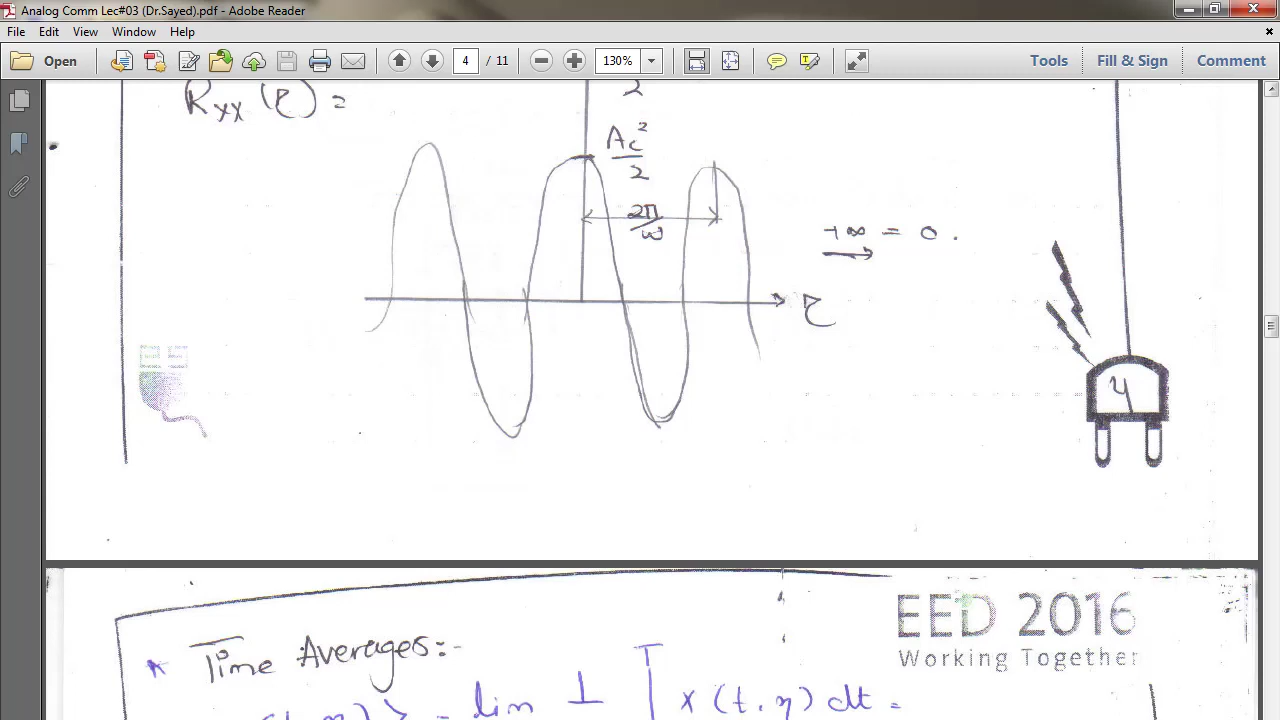 Analog Comm Lec#03 (Dr.Sayed).pdf - Adobe Reader
File Edit View Window Help
Open 4 / 11 130% Tools Fill & Sign Comment
Rxx (τ) =
2
Ac²/2
2π/ω
+∞ = 0 .
τ
4
EED 2016
Working Together
* Time Averages:-
= lim 1 T x (t, η) dt =